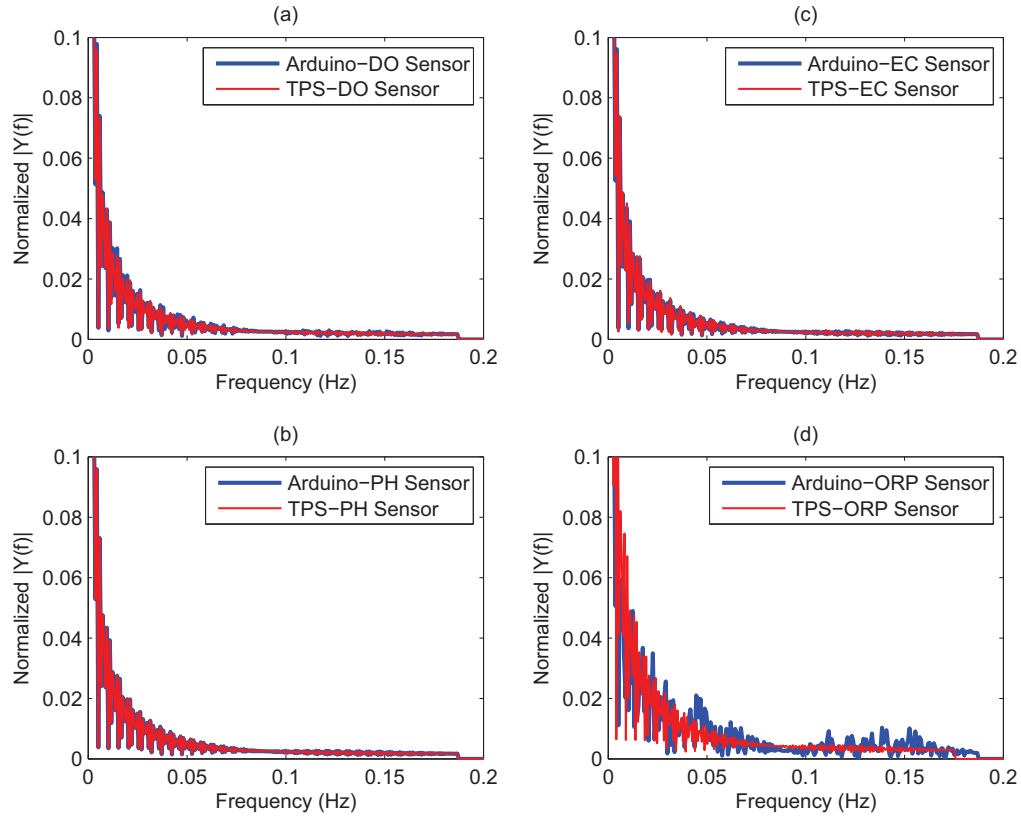 (a)
Normalized |Y(f)|
0.1
0.08
0.06
0.04
0.02
0
Arduino−DO Sensor
TPS−DO Sensor
0 0.05 0.1 0.15 0.2
Frequency (Hz)
(c)
Normalized |Y(f)|
0.1
0.08
0.06
0.04
0.02
0
Arduino−EC Sensor
TPS−EC Sensor
0 0.05 0.1 0.15 0.2
Frequency (Hz)
(b)
Normalized |Y(f)|
0.1
0.08
0.06
0.04
0.02
0
Arduino−PH Sensor
TPS−PH Sensor
0 0.05 0.1 0.15 0.2
Frequency (Hz)
(d)
Normalized |Y(f)|
0.1
0.08
0.06
0.04
0.02
0
Arduino−ORP Sensor
TPS−ORP Sensor
0 0.05 0.1 0.15 0.2
Frequency (Hz)